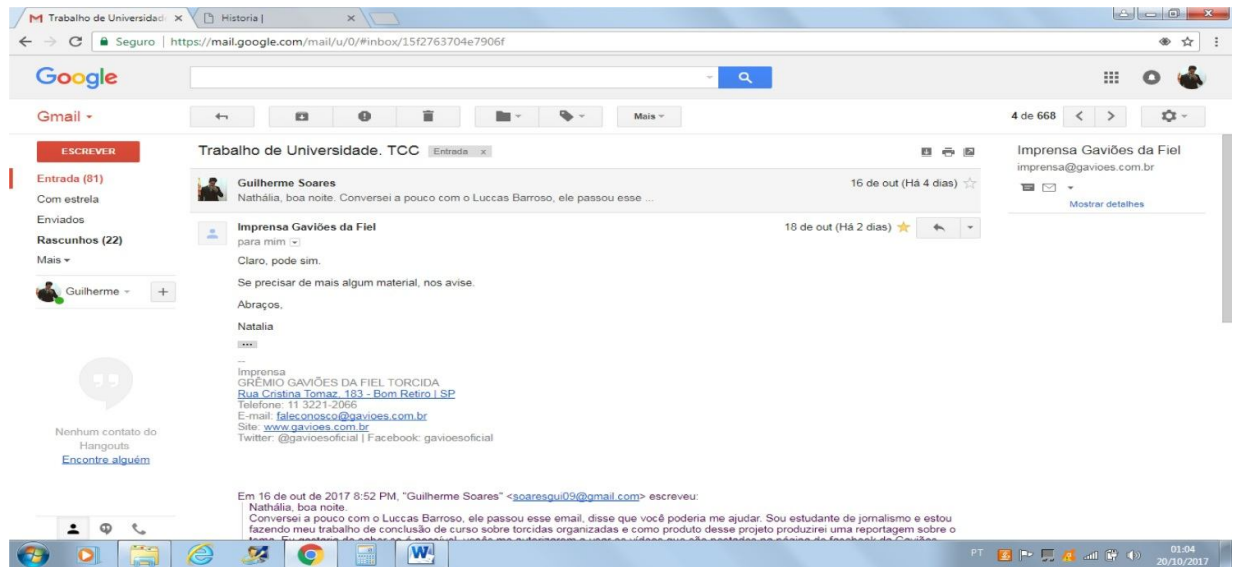 Trabalho de Universidad
Historia |
Seguro | https://mail.google.com/mail/u/0/#inbox/15f2763704e7906f
Google
Gmail
Mais
4 de 668
ESCREVER
Trabalho de Universidade. TCC Entrada x
Imprensa Gaviões da Fiel
imprensa@gavioes.com.br
Mostrar detalhes
Entrada (81)
Com estrela
Enviados
Rascunhos (22)
Mais
Guilherme
Guilherme Soares 16 de out (Há 4 dias)
Nathália, boa noite. Conversei a pouco com o Luccas Barroso, ele passou esse ...
Imprensa Gaviões da Fiel 18 de out (Há 2 dias)
para mim
Claro, pode sim.
Se precisar de mais algum material, nos avise.
Abraços,
Natalia
...
--
Imprensa
GRÊMIO GAVIÕES DA FIEL TORCIDA
Rua Cristina Tomaz, 183 - Bom Retiro | SP
Telefone: 11 3221-2066
E-mail: faleconosco@gavioes.com.br
Site: www.gavioes.com.br
Twitter: @gavioesoficial | Facebook: gavioesoficial
Nenhum contato do
Hangouts
Encontre alguém
Em 16 de out de 2017 8:52 PM, "Guilherme Soares" <soaresgui09@gmail.com> escreveu:
Nathália, boa noite.
Conversei a pouco com o Luccas Barroso, ele passou esse email, disse que você poderia me ajudar. Sou estudante de jornalismo e estou
fazendo meu trabalho de conclusão de curso sobre torcidas organizadas e como produto desse projeto produzirei uma reportagem sobre o
PT
01:04
20/10/2017